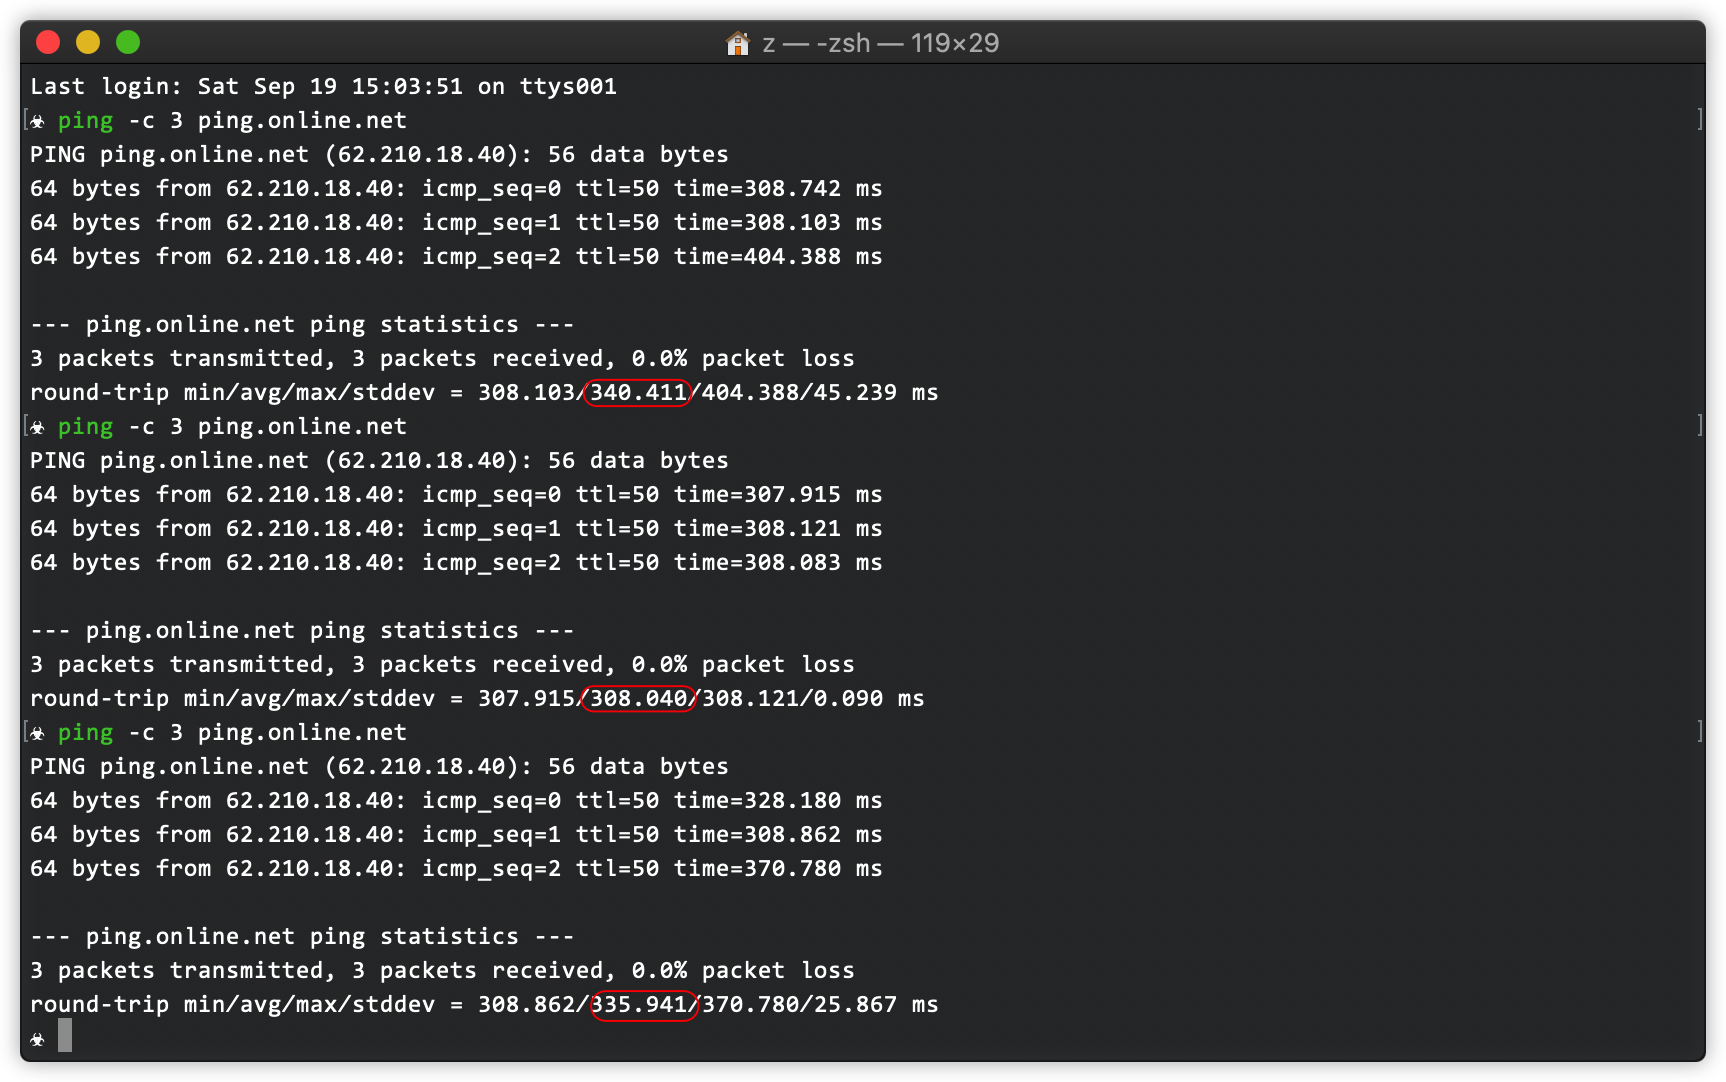 z — -zsh — 119×29
Last login: Sat Sep 19 15:03:51 on ttys001
[☣ ping -c 3 ping.online.net ]
PING ping.online.net (62.210.18.40): 56 data bytes
64 bytes from 62.210.18.40: icmp_seq=0 ttl=50 time=308.742 ms
64 bytes from 62.210.18.40: icmp_seq=1 ttl=50 time=308.103 ms
64 bytes from 62.210.18.40: icmp_seq=2 ttl=50 time=404.388 ms
--- ping.online.net ping statistics ---
3 packets transmitted, 3 packets received, 0.0% packet loss
round-trip min/avg/max/stddev = 308.103/340.411/404.388/45.239 ms
[☣ ping -c 3 ping.online.net ]
PING ping.online.net (62.210.18.40): 56 data bytes
64 bytes from 62.210.18.40: icmp_seq=0 ttl=50 time=307.915 ms
64 bytes from 62.210.18.40: icmp_seq=1 ttl=50 time=308.121 ms
64 bytes from 62.210.18.40: icmp_seq=2 ttl=50 time=308.083 ms
--- ping.online.net ping statistics ---
3 packets transmitted, 3 packets received, 0.0% packet loss
round-trip min/avg/max/stddev = 307.915/308.040/308.121/0.090 ms
[☣ ping -c 3 ping.online.net ]
PING ping.online.net (62.210.18.40): 56 data bytes
64 bytes from 62.210.18.40: icmp_seq=0 ttl=50 time=328.180 ms
64 bytes from 62.210.18.40: icmp_seq=1 ttl=50 time=308.862 ms
64 bytes from 62.210.18.40: icmp_seq=2 ttl=50 time=370.780 ms
--- ping.online.net ping statistics ---
3 packets transmitted, 3 packets received, 0.0% packet loss
round-trip min/avg/max/stddev = 308.862/335.941/370.780/25.867 ms
☣